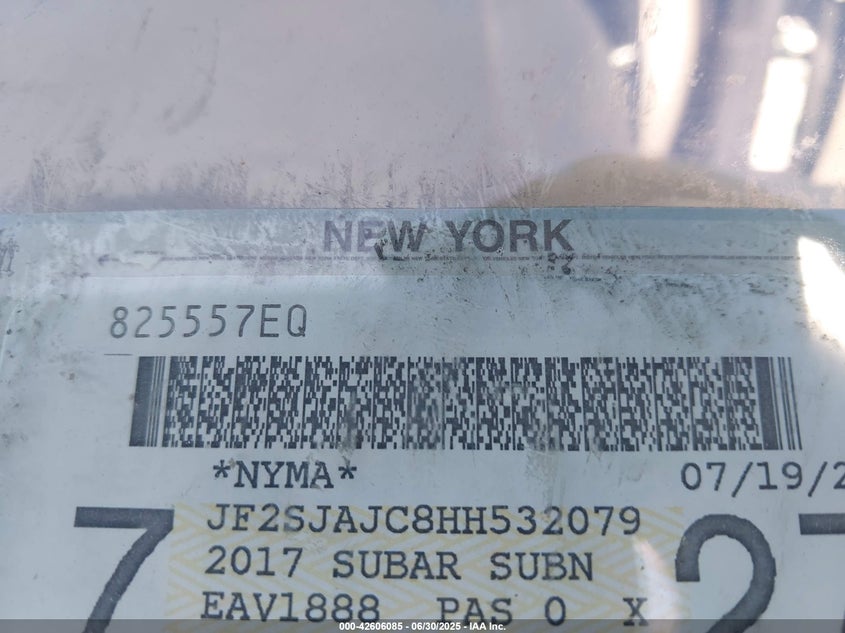 NEW YORK
825557EQ
*NYMA*
07/19/2
7
JF2SJAJC8HH532079
2017 SUBAR SUBN
EAV1888 PAS 0 X
000-42606085 - 06/30/2025 - IAA Inc.